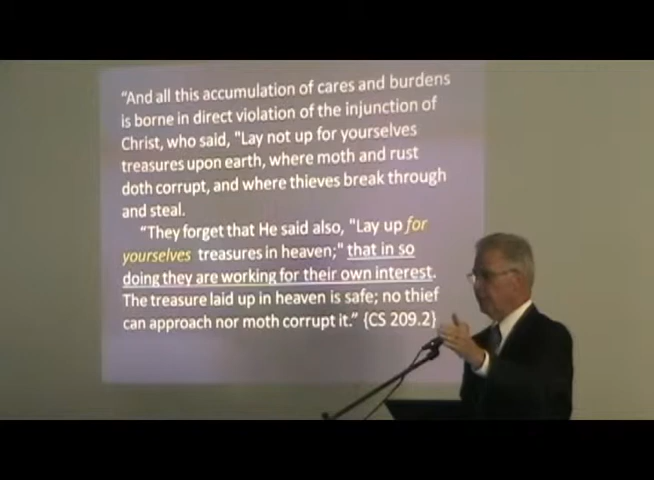 “And all this accumulation of cares and burdens
is borne in direct violation of the injunction of
Christ, who said, "Lay not up for yourselves
treasures upon earth, where moth and rust
doth corrupt, and where thieves break through
and steal.
“They forget that He said also, "Lay up for
yourselves treasures in heaven;" that in so
doing they are working for their own interest.
The treasure laid up in heaven is safe; no thief
can approach nor moth corrupt it.” {CS 209.2}